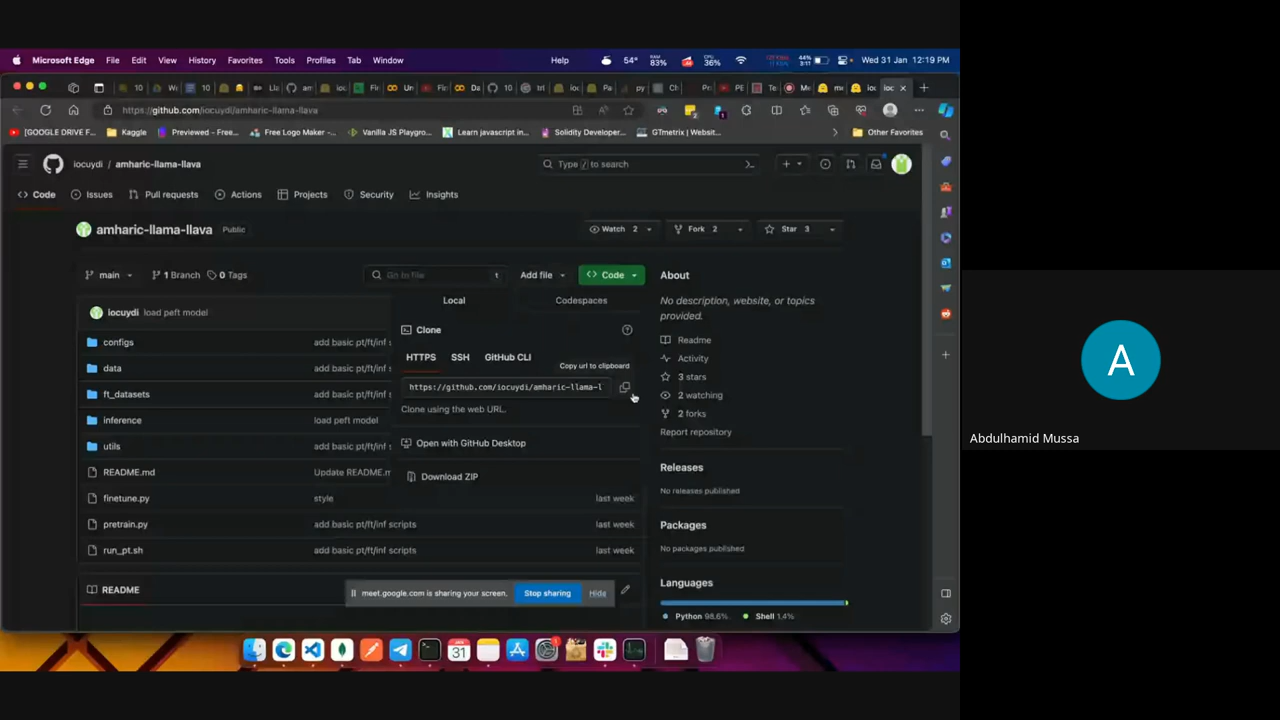 Microsoft Edge File Edit View History Favorites Tools Profiles Tab Window Help 54° 83% 36% Wed 31 Jan 12:19 PM
https://github.com/iocuydi/amharic-llama-llava
[GOOGLE DRIVE F... Kaggle Previewed - Free... Free Logo Maker -... Vanilla JS Playgro... Learn javascript in... Solidity Developer... GTmetrix | Websit... Other Favorites
iocuydi / amharic-llama-llava Type / to search
Code Issues Pull requests Actions Projects Security Insights
amharic-llama-llava Public Watch 2 Fork 2 Star 3
main 1 Branch 0 Tags Go to file t Add file Code About
Local Codespaces
No description, website, or topics
provided.
iocuydi load peft model
Clone
configs add basic pt/ft/inf s
Readme
HTTPS SSH GitHub CLI
Activity
Copy url to clipboard
data add basic pt/ft/inf s
3 stars
https://github.com/iocuydi/amharic-llama-l
ft_datasets add basic pt/ft/inf s
2 watching
Clone using the web URL.
2 forks
inference load peft model
Report repository
Open with GitHub Desktop
utils add basic pt/ft/inf s
Releases
README.md Update README.m
Download ZIP
No releases published
finetune.py style last week
pretrain.py add basic pt/ft/inf scripts last week
Packages
No packages published
run_pt.sh add basic pt/ft/inf scripts last week
Languages
README
meet.google.com is sharing your screen. Stop sharing Hide
Python 98.6% Shell 1.4%
A
Abdulhamid Mussa